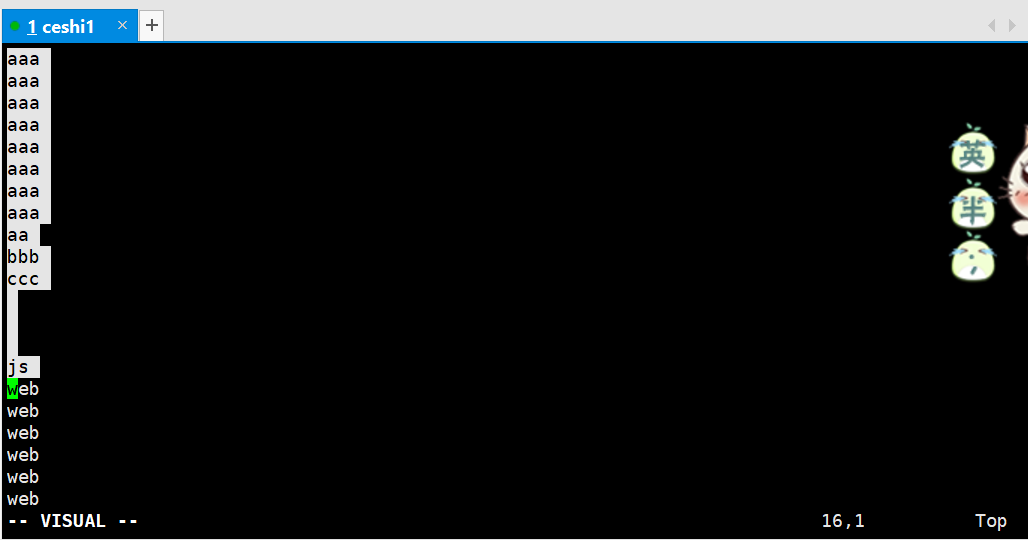 1 ceshi1 × +
aaa
aaa
aaa
aaa
aaa
aaa
aaa
aaa
aa
bbb
ccc
js
web
web
web
web
web
web
-- VISUAL -- 16,1 Top
英
半